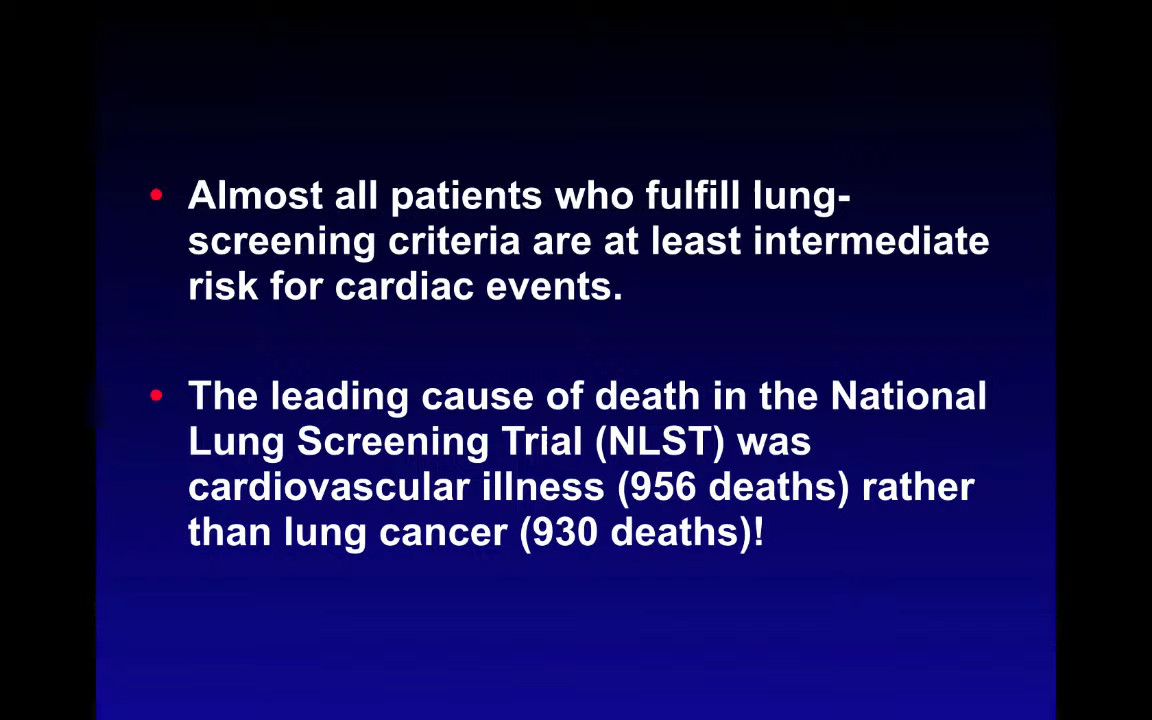 • Almost all patients who fulfill lung-
screening criteria are at least intermediate
risk for cardiac events.
• The leading cause of death in the National
Lung Screening Trial (NLST) was
cardiovascular illness (956 deaths) rather
than lung cancer (930 deaths)!